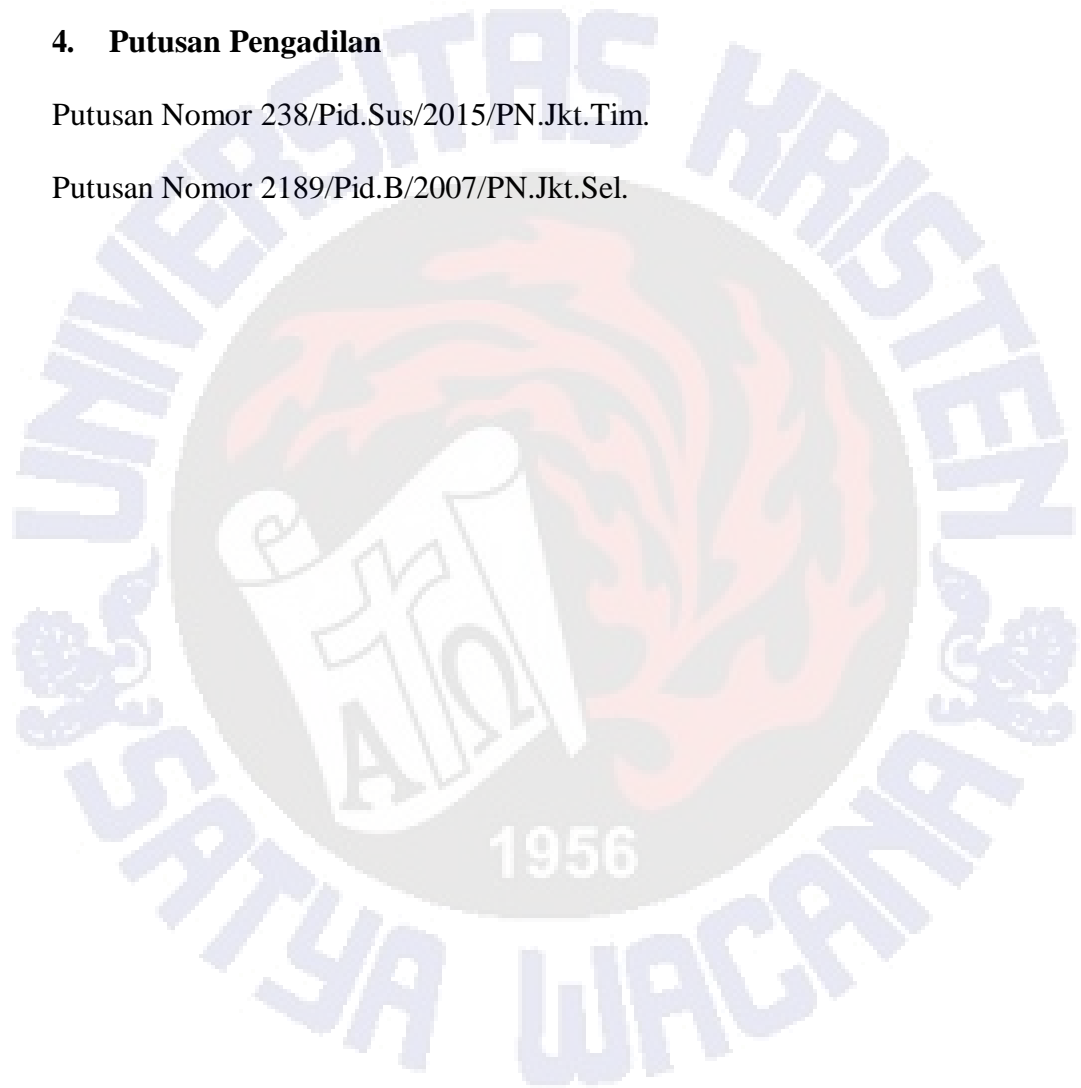 4. Putusan Pengadilan
Putusan Nomor 238/Pid.Sus/2015/PN.Jkt.Tim.
Putusan Nomor 2189/Pid.B/2007/PN.Jkt.Sel.
UNIVERSITAS KRISTEN
ΑΩ
1956
SATYA WACANA